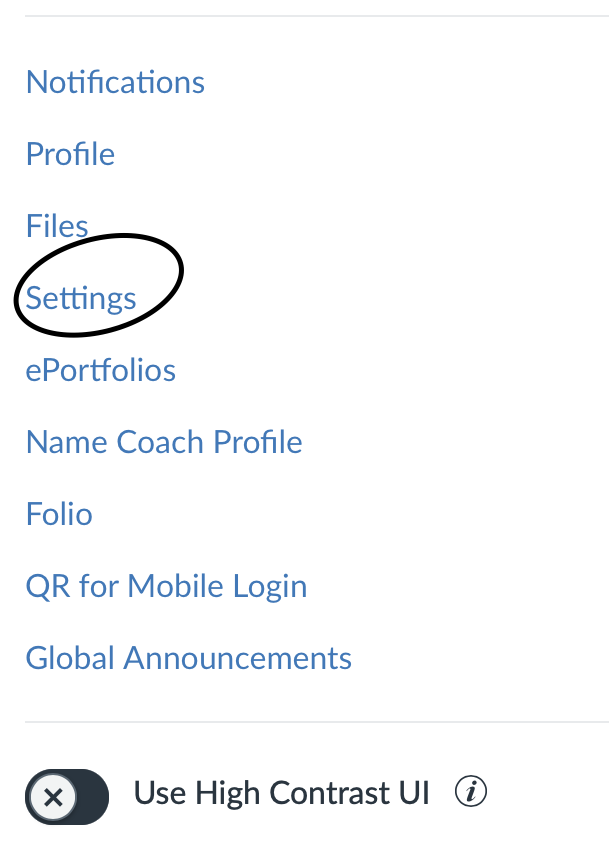 Notifications
Profile
Files
Settings
ePortfolios
Name Coach Profile
Folio
QR for Mobile Login
Global Announcements
Use High Contrast UI